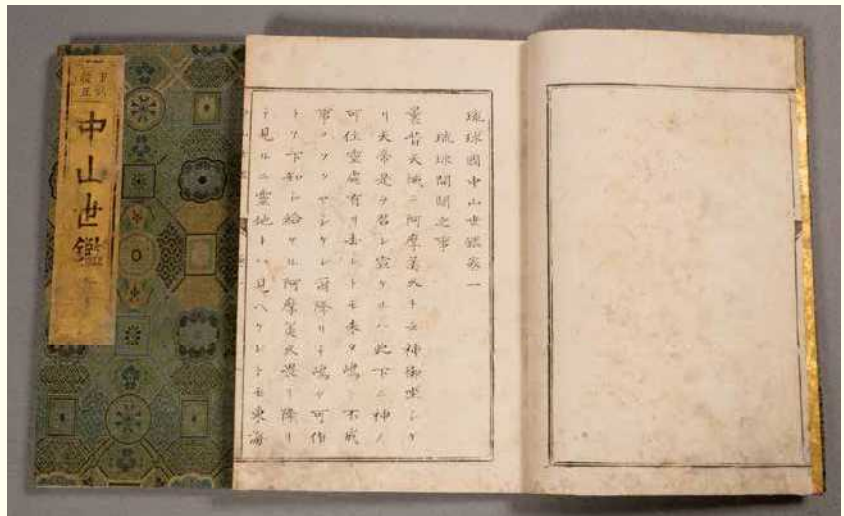 琉球國中山世鑑巻一
琉球開闢之事
曩昔天城ニ阿摩美久ト云神御座シケ
リ天帝是ヲ召シ宣ケルハ此下ニ神ノ
可住靈處有リ去レトモ未タ嶋ト不成
事コソクヤシケレ爾降リテ嶋ヲ可作
トソ下知シ給ケル阿摩美久畏リ降リ
テ見ルニ靈地トハ見ヘケレトモ東海
中山世鑑